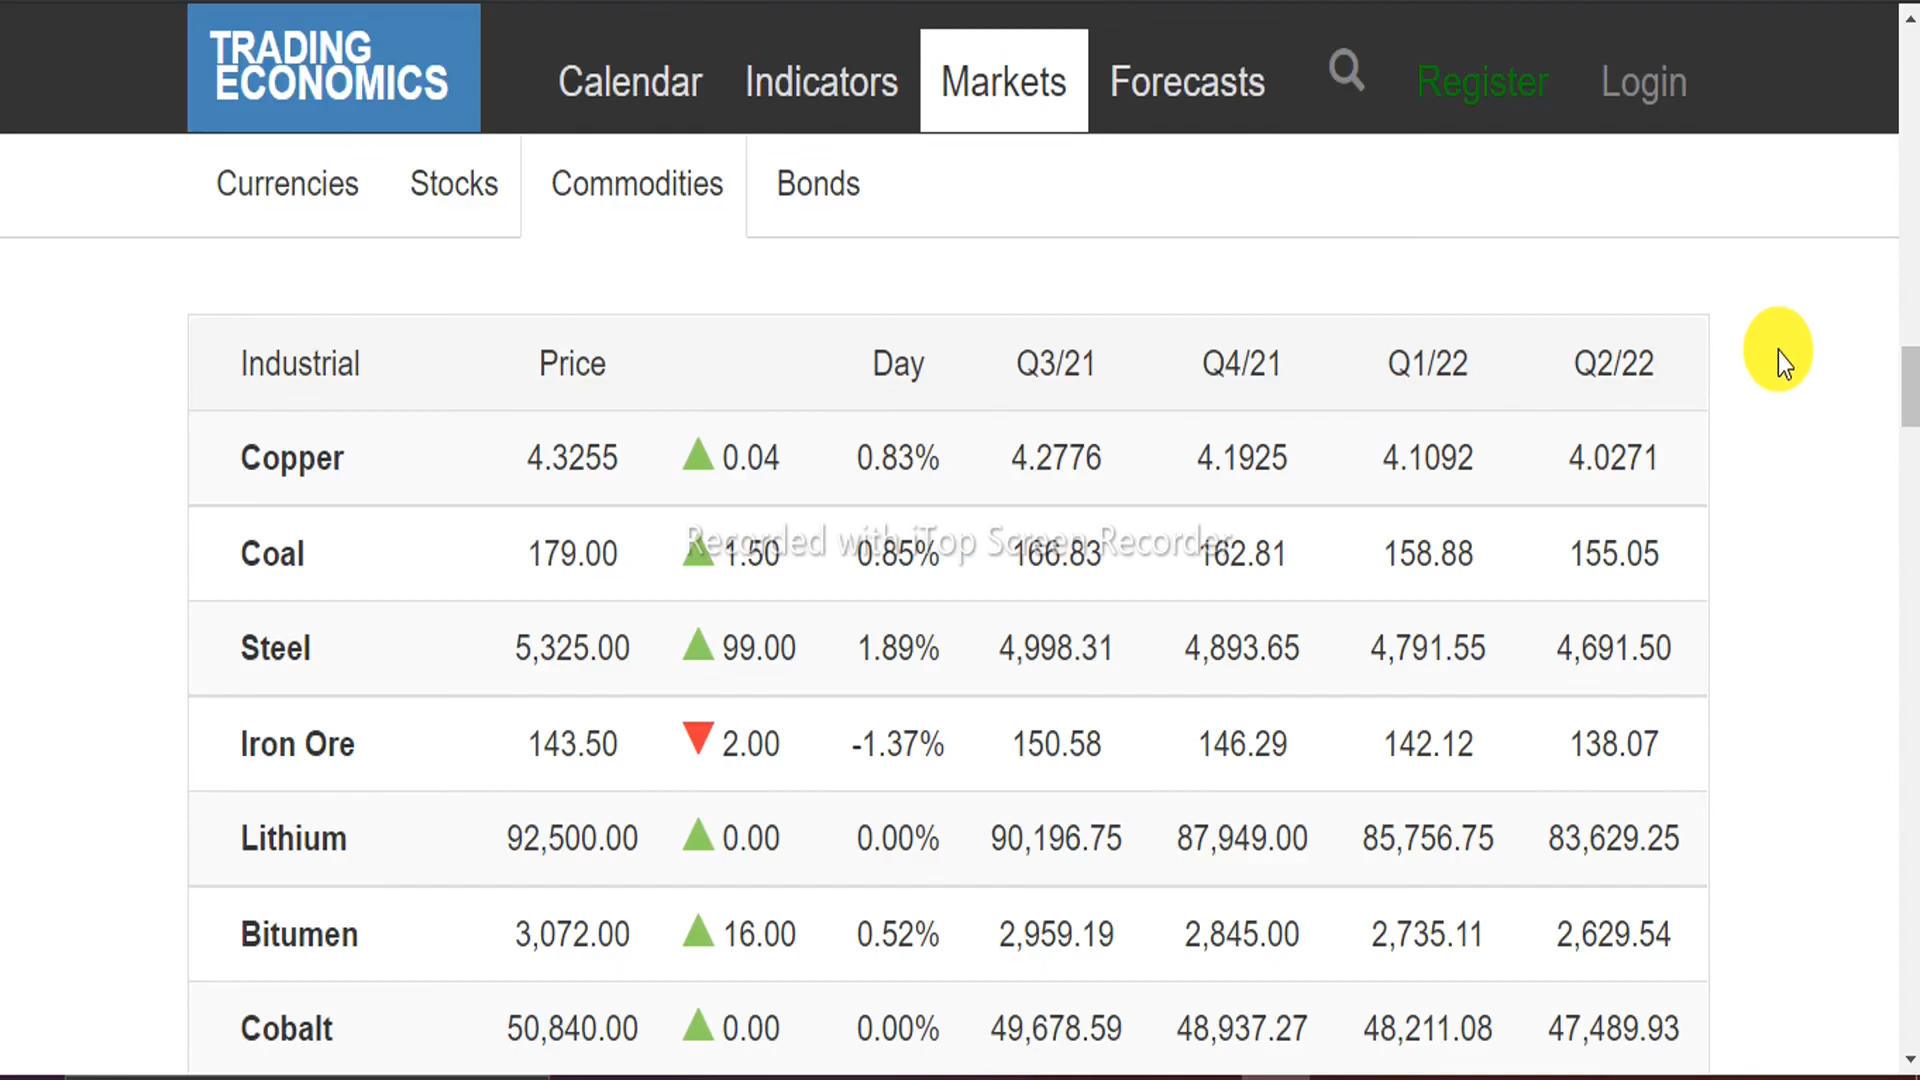 TRADING
ECONOMICS
Calendar Indicators Markets Forecasts Register Login
Currencies Stocks Commodities Bonds
Industrial Price Day Q3/21 Q4/21 Q1/22 Q2/22
Copper 4.3255 0.04 0.83% 4.2776 4.1925 4.1092 4.0271
Recorded with iTop Screen Recorder
Coal 179.00 1.50 0.85% 166.83 162.81 158.88 155.05
Steel 5,325.00 99.00 1.89% 4,998.31 4,893.65 4,791.55 4,691.50
Iron Ore 143.50 2.00 -1.37% 150.58 146.29 142.12 138.07
Lithium 92,500.00 0.00 0.00% 90,196.75 87,949.00 85,756.75 83,629.25
Bitumen 3,072.00 16.00 0.52% 2,959.19 2,845.00 2,735.11 2,629.54
Cobalt 50,840.00 0.00 0.00% 49,678.59 48,937.27 48,211.08 47,489.93